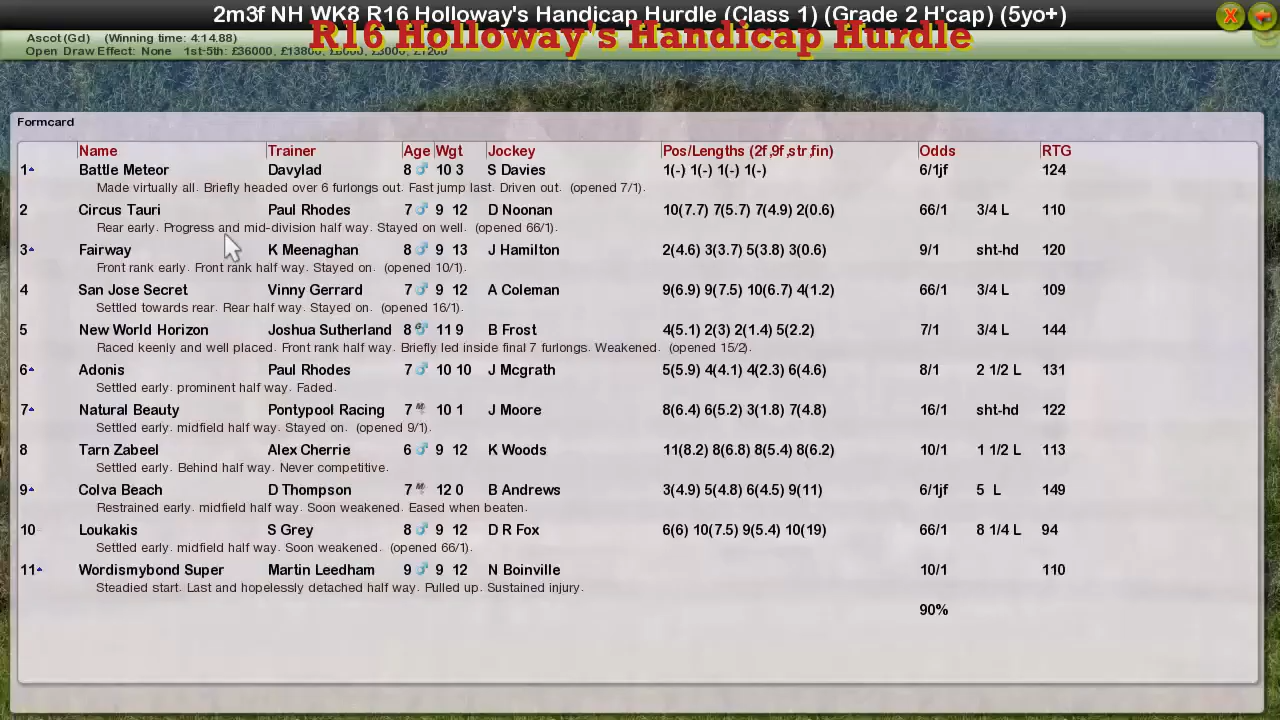 2m3f NH WK8 R16 Holloway's Handicap Hurdle (Class 1) (Grade 2 H'cap) (5yo+)
R16 Holloway's Handicap Hurdle
Ascot(Gd) (Winning time: 4:14.88)
Open Draw Effect: None 1st-5th: £36000, £13800, £6000, £3000, £1200
Formcard
Name Trainer Age Wgt Jockey Pos/Lengths (2f,9f,str,fin) Odds RTG
1 Battle Meteor Davylad 8 10 3 S Davies 1(-) 1(-) 1(-) 1(-) 6/1jf 124
Made virtually all. Briefly headed over 6 furlongs out. Fast jump last. Driven out. (opened 7/1).
2 Circus Tauri Paul Rhodes 7 9 12 D Noonan 10(7.7) 7(5.7) 7(4.9) 2(0.6) 66/1 3/4 L 110
Rear early. Progress and mid-division half way. Stayed on well. (opened 66/1).
3 Fairway K Meenaghan 8 9 13 J Hamilton 2(4.6) 3(3.7) 5(3.8) 3(0.6) 9/1 sht-hd 120
Front rank early. Front rank half way. Stayed on. (opened 10/1).
4 San Jose Secret Vinny Gerrard 7 9 12 A Coleman 9(6.9) 9(7.5) 10(6.7) 4(1.2) 66/1 3/4 L 109
Settled towards rear. Rear half way. Stayed on. (opened 16/1).
5 New World Horizon Joshua Sutherland 8 11 9 B Frost 4(5.1) 2(3) 2(1.4) 5(2.2) 7/1 3/4 L 144
Raced keenly and well placed. Front rank half way. Briefly led inside final 7 furlongs. Weakened. (opened 15/2).
6 Adonis Paul Rhodes 7 10 10 J Mcgrath 5(5.9) 4(4.1) 4(2.3) 6(4.6) 8/1 2 1/2 L 131
Settled early. prominent half way. Faded.
7 Natural Beauty Pontypool Racing 7 10 1 J Moore 8(6.4) 6(5.2) 3(1.8) 7(4.8) 16/1 sht-hd 122
Settled early. midfield half way. Stayed on. (opened 9/1).
8 Tarn Zabeel Alex Cherrie 6 9 12 K Woods 11(8.2) 8(6.8) 8(5.4) 8(6.2) 10/1 1 1/2 L 113
Settled early. Behind half way. Never competitive.
9 Colva Beach D Thompson 7 12 0 B Andrews 3(4.9) 5(4.8) 6(4.5) 9(11) 6/1jf 5 L 149
Restrained early. midfield half way. Soon weakened. Eased when beaten.
10 Loukakis S Grey 8 9 12 D R Fox 6(6) 10(7.5) 9(5.4) 10(19) 66/1 8 1/4 L 94
Settled early. midfield half way. Soon weakened. (opened 66/1).
11 Wordismybond Super Martin Leedham 9 9 12 N Boinville 10/1 110
Steadied start. Last and hopelessly detached half way. Pulled up. Sustained injury.
90%